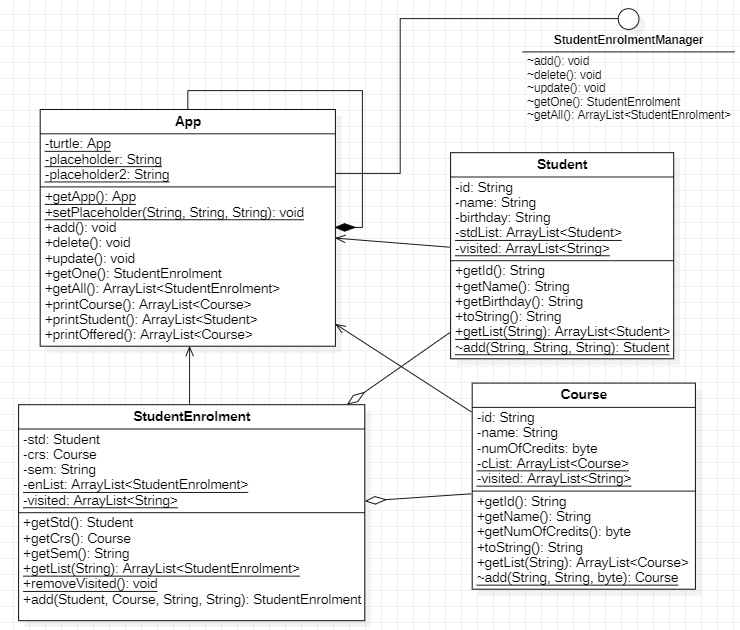 StudentEnrolmentManager
~add(): void
~delete(): void
~update(): void
~getOne(): StudentEnrolment
~getAll(): ArrayList<StudentEnrolment>
App
-turtle: App
-placeholder: String
-placeholder2: String
+getApp(): App
+setPlaceholder(String, String, String): void
+add(): void
+delete(): void
+update(): void
+getOne(): StudentEnrolment
+getAll(): ArrayList<StudentEnrolment>
+printCourse(): ArrayList<Course>
+printStudent(): ArrayList<Student>
+printOffered(): ArrayList<Course>
Student
-id: String
-name: String
-birthday: String
-stdList: ArrayList<Student>
-visited: ArrayList<String>
+getId(): String
+getName(): String
+getBirthday(): String
+toString(): String
+getList(String): ArrayList<Student>
~add(String, String, String): Student
StudentEnrolment
-std: Student
-crs: Course
-sem: String
-enList: ArrayList<StudentEnrolment>
-visited: ArrayList<String>
+getStd(): Student
+getCrs(): Course
+getSem(): String
+getList(String): ArrayList<StudentEnrolment>
+removeVisited(): void
+add(Student, Course, String, String): StudentEnrolment
Course
-id: String
-name: String
-numOfCredits: byte
-cList: ArrayList<Course>
-visited: ArrayList<String>
+getId(): String
+getName(): String
+getNumOfCredits(): byte
+toString(): String
+getList(String): ArrayList<Course>
~add(String, String, byte): Course